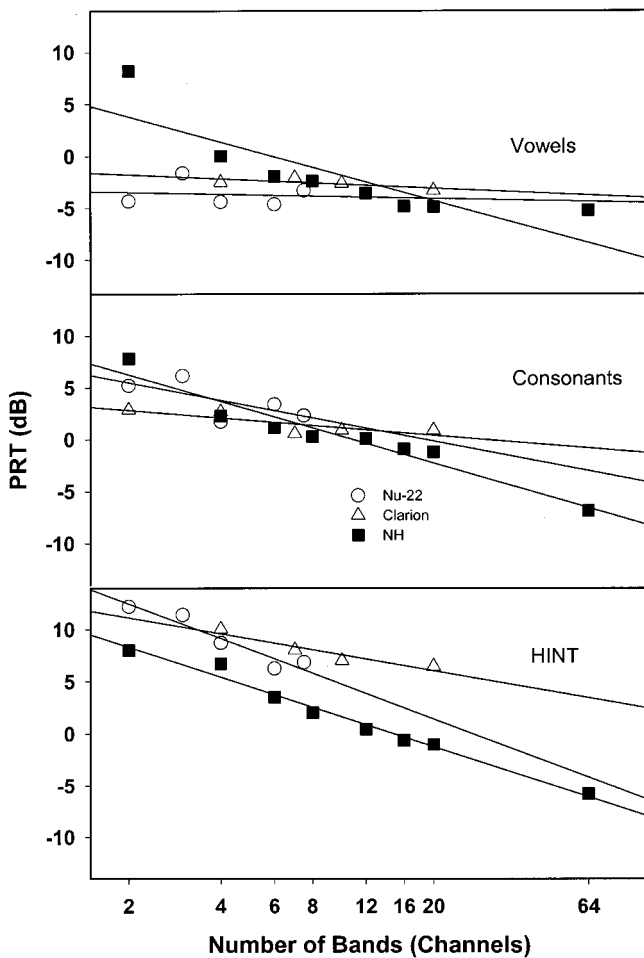 10
5
0
-5
-10
Vowels
10
5
0
-5
-10
Consonants
Nu-22
Clarion
NH
PRT (dB)
10
5
0
-5
-10
HINT
2 4 6 8 12 16 20 64
Number of Bands (Channels)